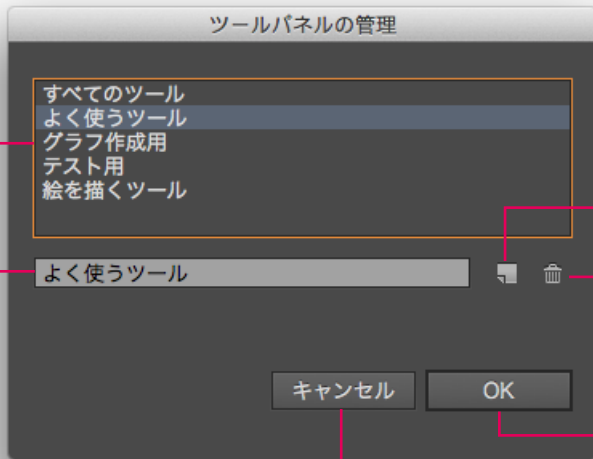 ツールパネルの管理
すべてのツール
よく使うツール
グラフ作成用
テスト用
絵を描くツール
よく使うツール
キャンセル
OK